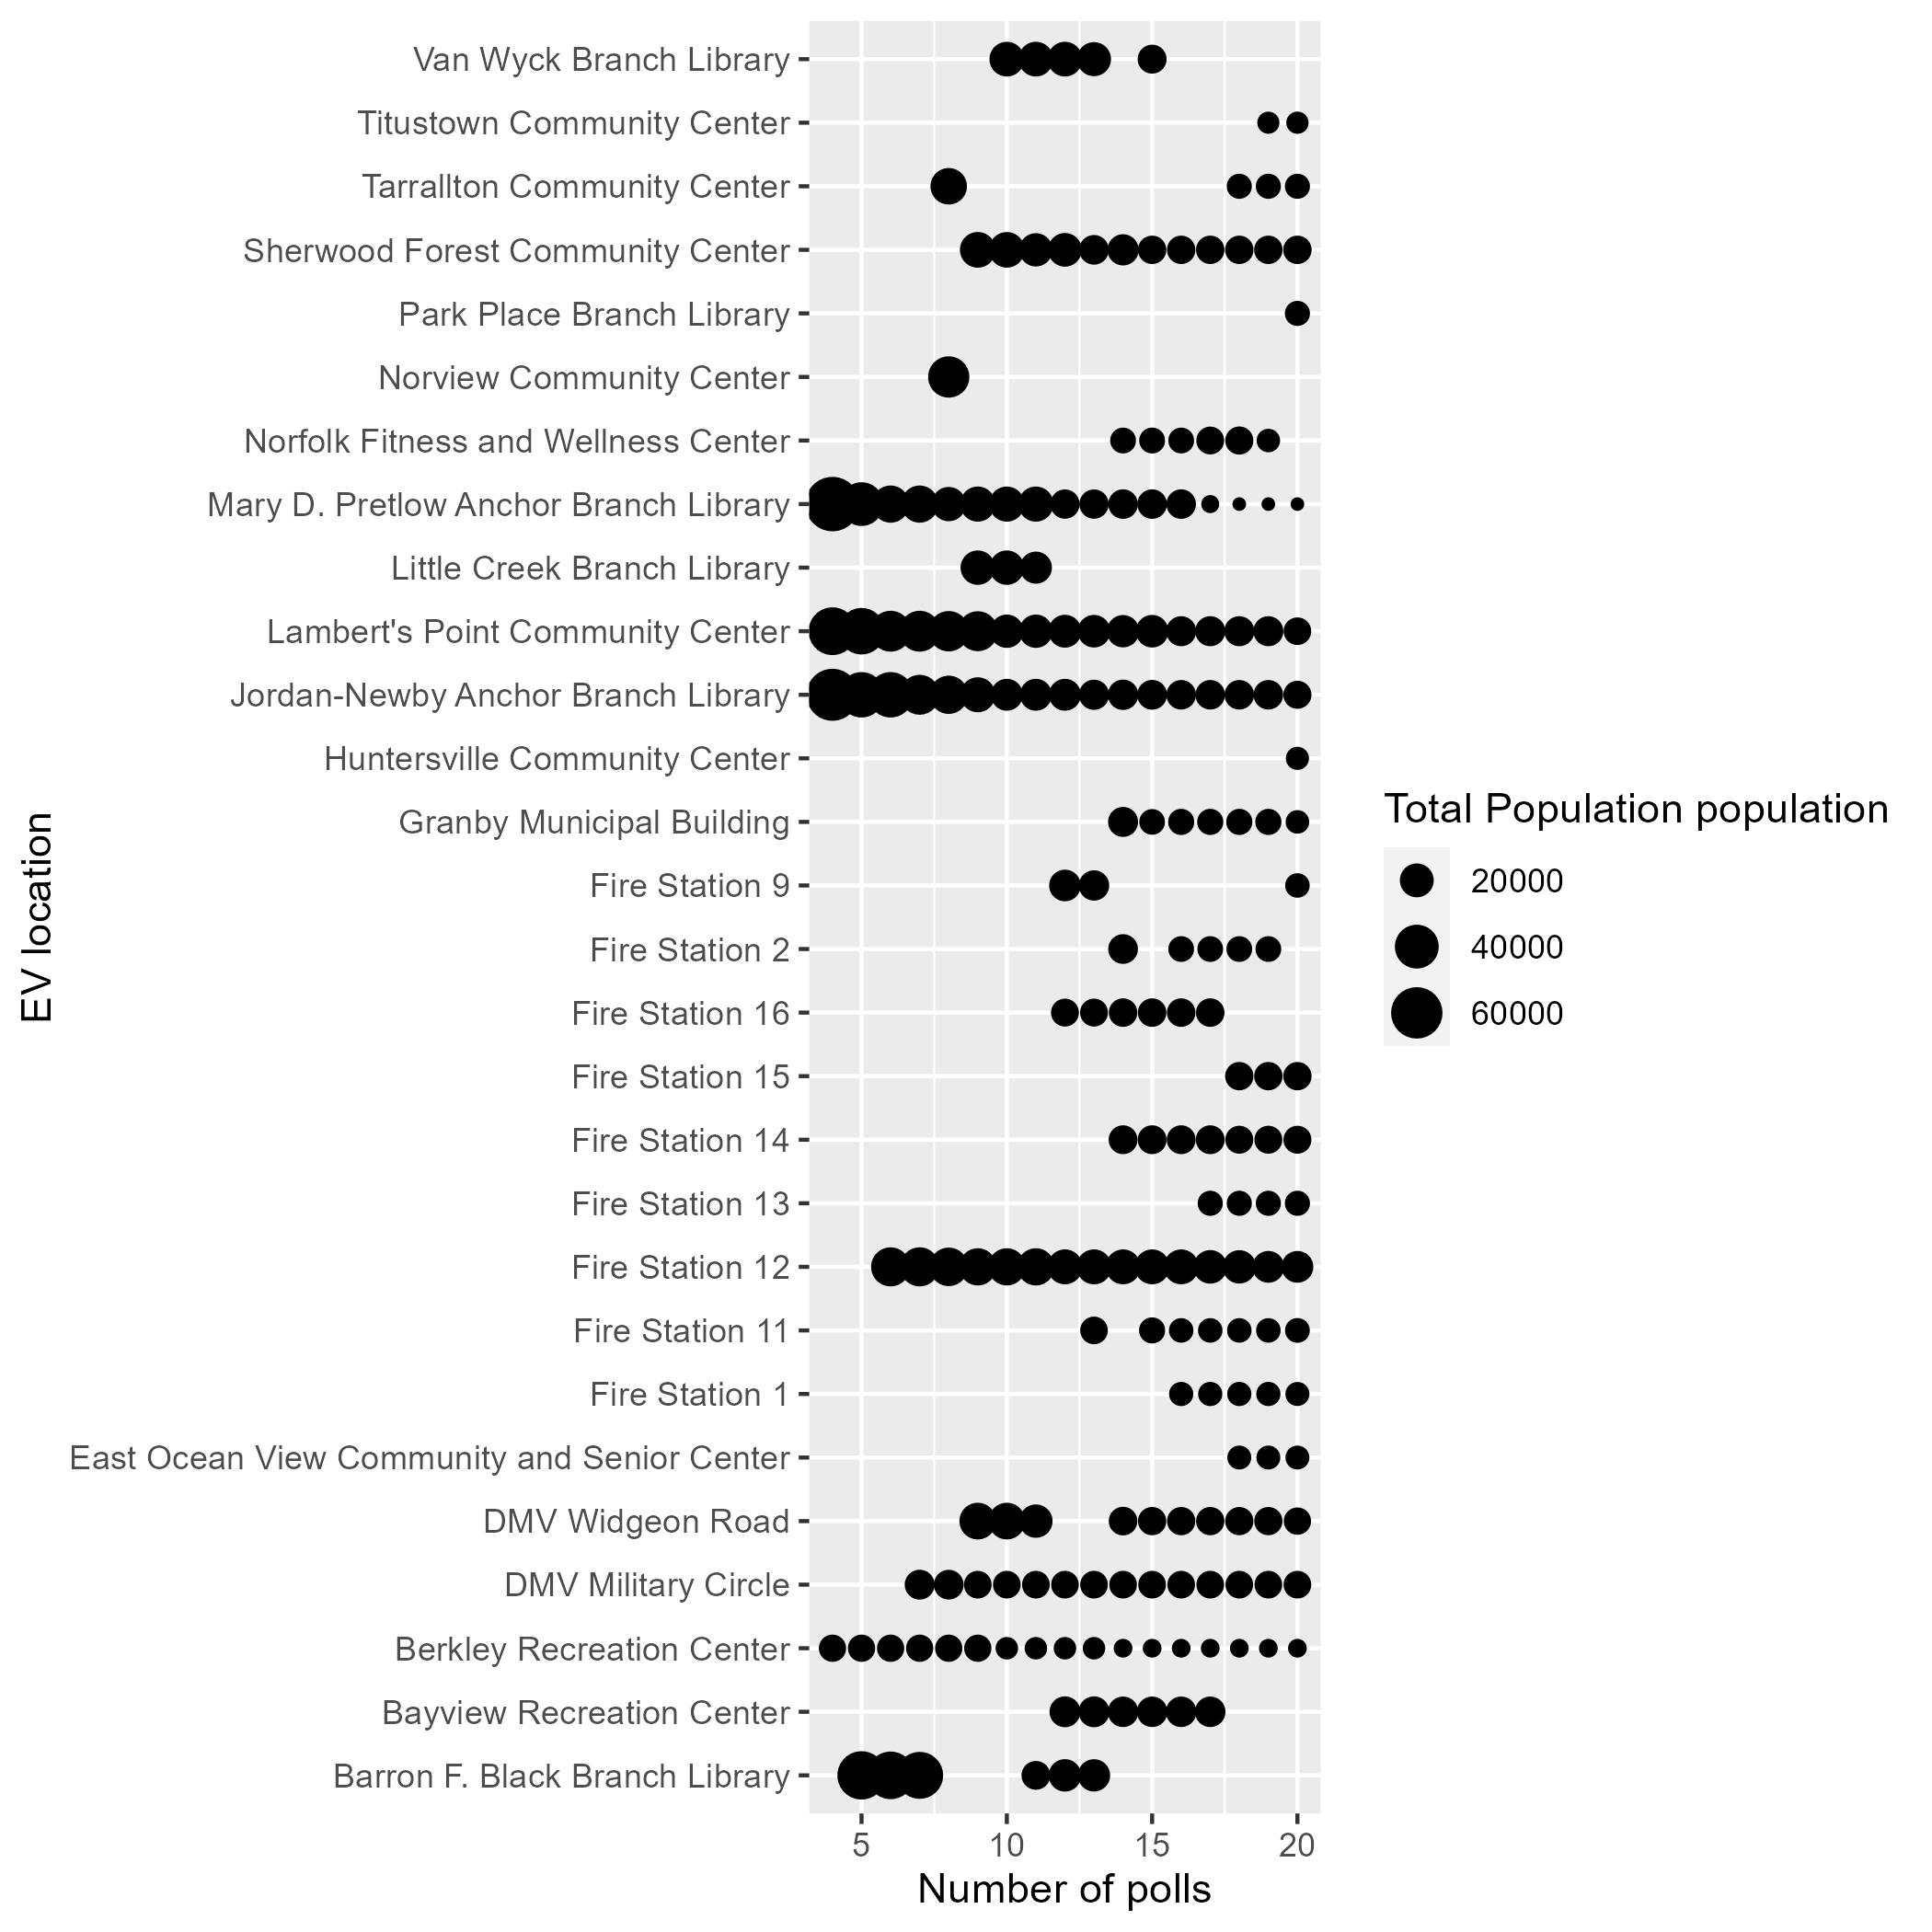 Van Wyck Branch Library
Titustown Community Center
Tarrallton Community Center
Sherwood Forest Community Center
Park Place Branch Library
Norview Community Center
Norfolk Fitness and Wellness Center
Mary D. Pretlow Anchor Branch Library
Little Creek Branch Library
Lambert's Point Community Center
Jordan-Newby Anchor Branch Library
Huntersville Community Center
Granby Municipal Building
Fire Station 9
Fire Station 2
Fire Station 16
Fire Station 15
Fire Station 14
Fire Station 13
Fire Station 12
Fire Station 11
Fire Station 1
East Ocean View Community and Senior Center
DMV Widgeon Road
DMV Military Circle
Berkley Recreation Center
Bayview Recreation Center
Barron F. Black Branch Library
EV location
5 10 15 20
Number of polls
Total Population population
20000
40000
60000